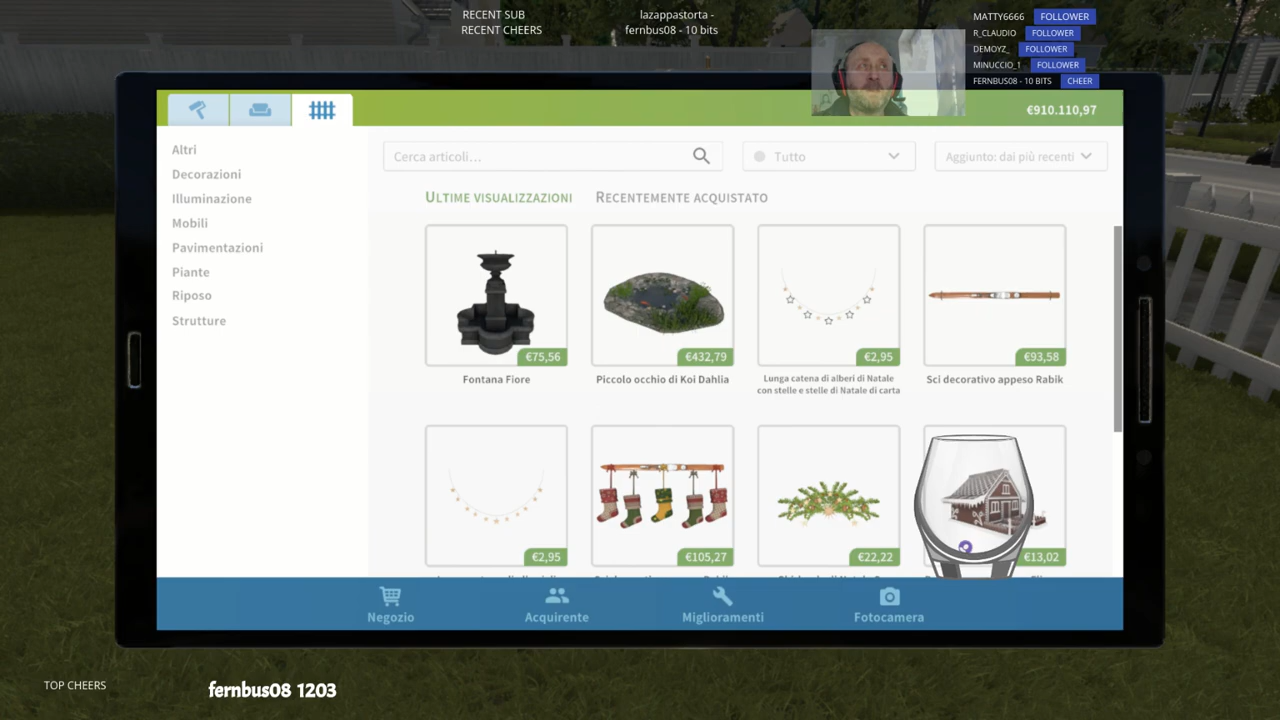 RECENT SUB
RECENT CHEERS
lazappastorta -
fernbus08 - 10 bits
MATTY6666 FOLLOWER
R_CLAUDIO FOLLOWER
DEMOYZ_ FOLLOWER
MINUCCIO_1 FOLLOWER
FERNBUS08 - 10 BITS CHEER
€910.110,97
Altri
Decorazioni
Illuminazione
Mobili
Pavimentazioni
Piante
Riposo
Strutture
Cerca articoli...
Tutto
Aggiunto: dai più recenti
ULTIME VISUALIZZAZIONI
RECENTEMENTE ACQUISTATO
€75,56
Fontana Fiore
€432,79
Piccolo occhio di Koi Dahlia
€2,95
Lunga catena di alberi di Natale
con stelle e stelle di Natale di carta
€93,58
Sci decorativo appeso Rabik
€2,95
€105,27
€22,22
€13,02
Negozio
Acquirente
Miglioramenti
Fotocamera
TOP CHEERS
fernbus08 1203